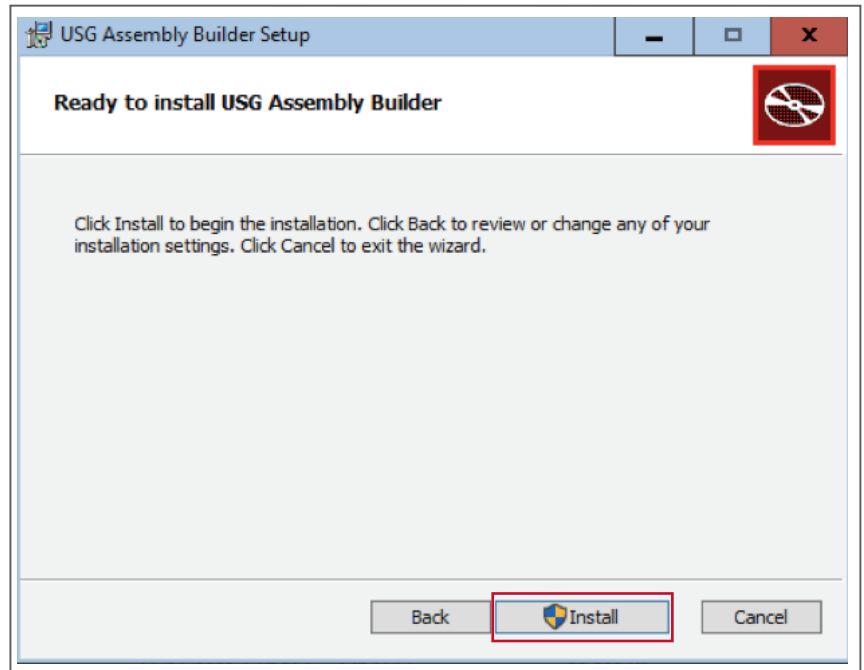 USG Assembly Builder Setup
Ready to install USG Assembly Builder
Click Install to begin the installation. Click Back to review or change any of your
installation settings. Click Cancel to exit the wizard.
Back
Install
Cancel